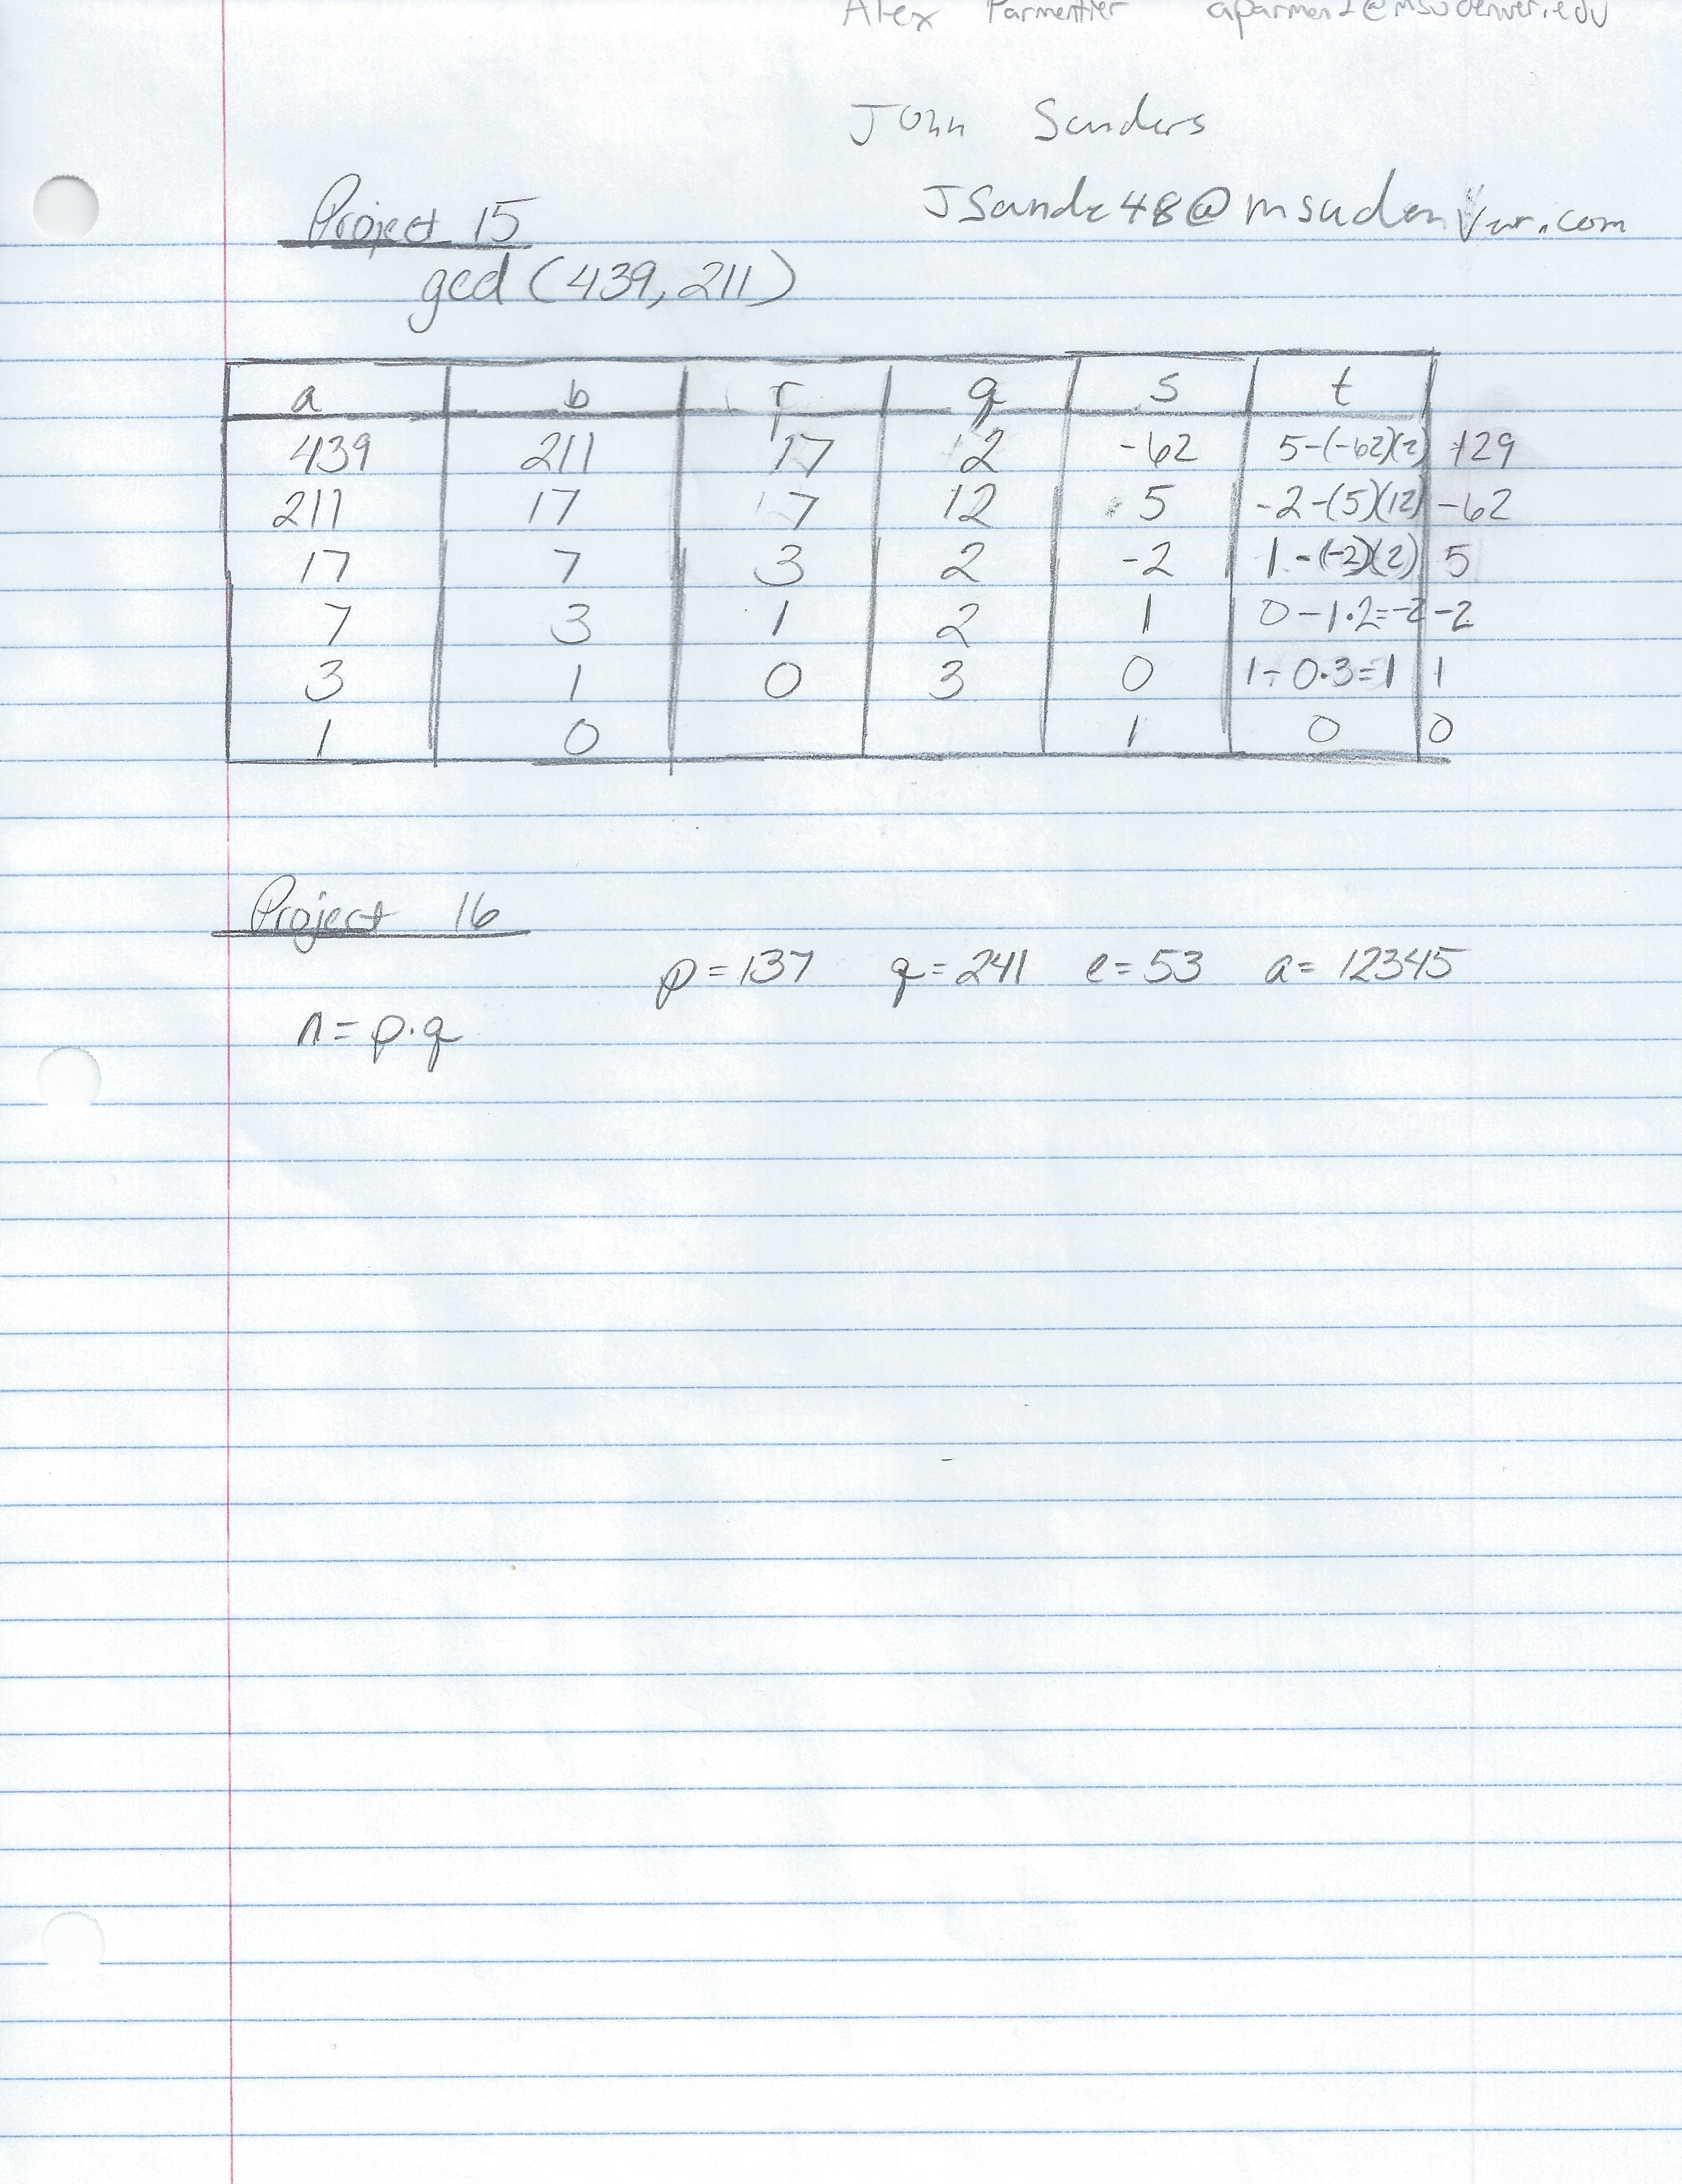 Alex Parmentier aparmen2@msudenver.edu
John Sanders
JSande48@msudenver.com
Project 15
gcd (439, 211)
a b r q s t
439 211 17 2 -62 5-(-62)(2) 129
211 17 7 12 5 -2-(5)(12) -62
17 7 3 2 -2 1-(-2)(2) 5
7 3 1 2 1 0-1·2=-2 -2
3 1 0 3 0 1-0·3=1 1
1 0 1 0 0
Project 16
p=137 q=241 e=53 a=12345
n=p·q